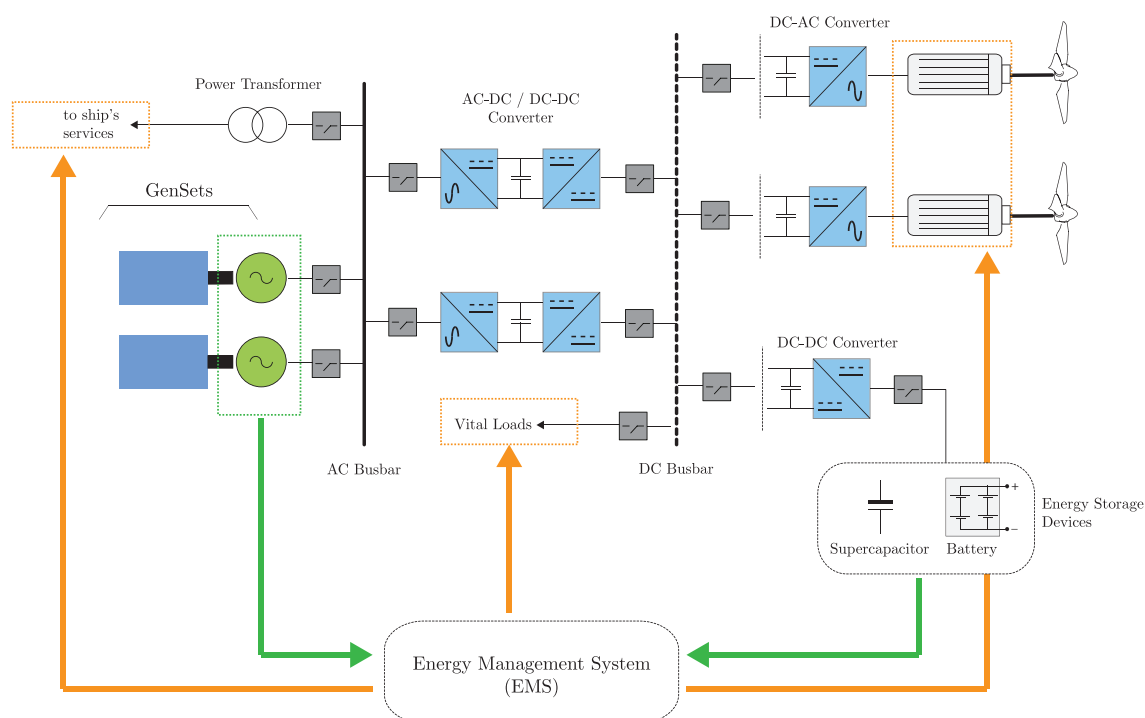 DC-AC Converter
Power Transformer
AC-DC / DC-DC
Converter
to ship's
services
GenSets
DC-DC Converter
Vital Loads
AC Busbar
DC Busbar
+
−
Energy Storage
Devices
Supercapacitor
Battery
Energy Management System
(EMS)